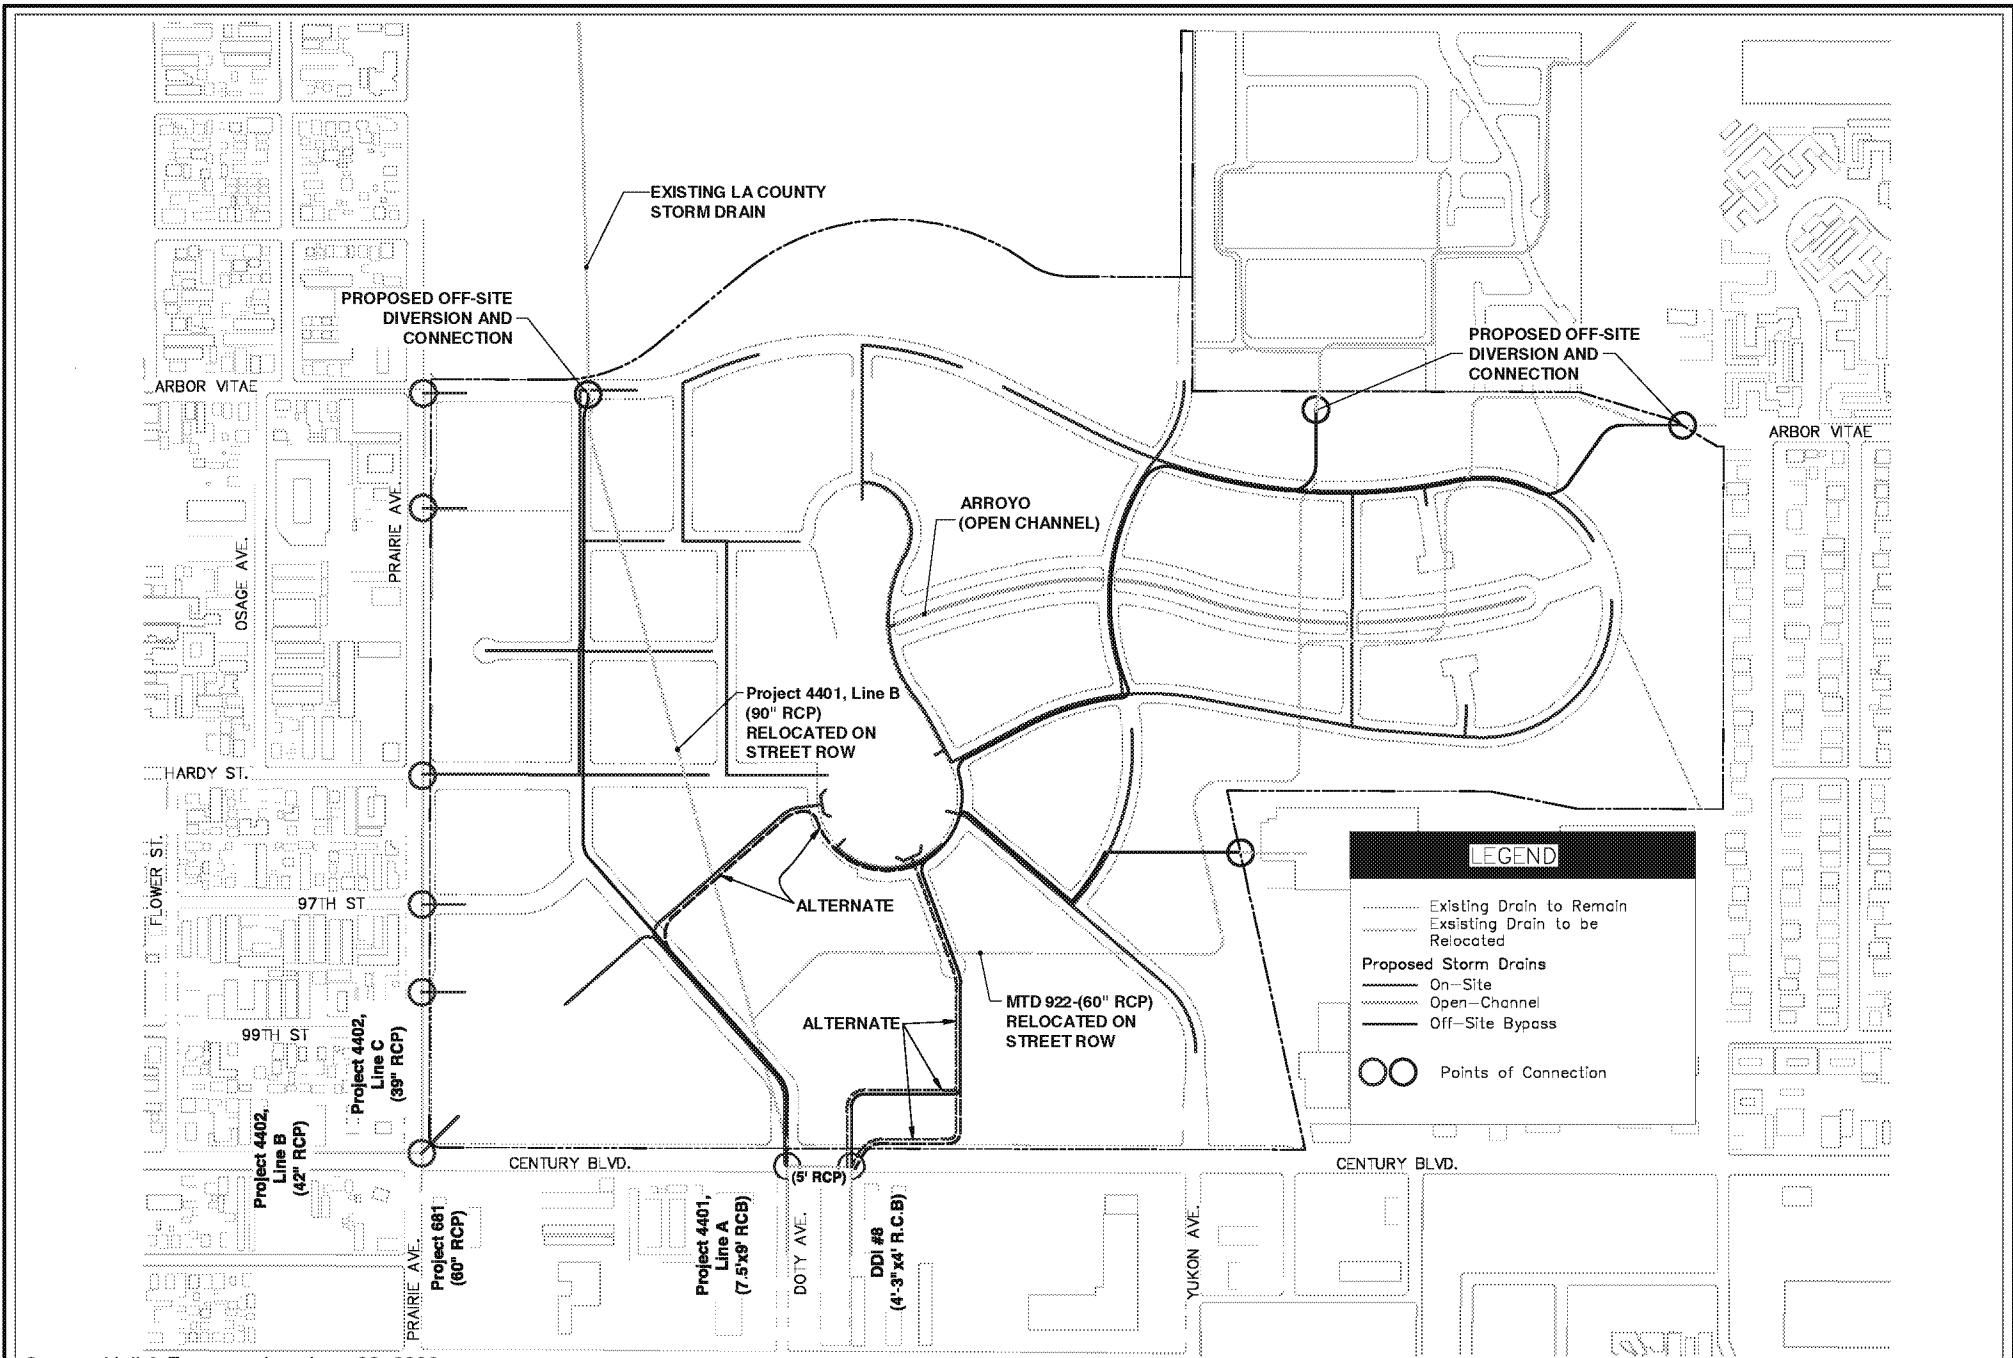 EXISTING LA COUNTY
STORM DRAIN
PROPOSED OFF-SITE
DIVERSION AND
CONNECTION
PROPOSED OFF-SITE
DIVERSION AND
CONNECTION
ARBOR VITAE
ARBOR VITAE
PRAIRIE AVE.
OSAGE AVE.
ARROYO
(OPEN CHANNEL)
Project 4401, Line B
(90" RCP)
RELOCATED ON
STREET ROW
HARDY ST.
FLOWER ST.
97TH ST
ALTERNATE
LEGEND
Existing Drain to Remain
Exsisting Drain to be
Relocated
Proposed Storm Drains
On-Site
Open-Channel
Off-Site Bypass
Points of Connection
MTD 922-(60" RCP)
RELOCATED ON
STREET ROW
ALTERNATE
99TH ST
Project 4402,
Line C
(39" RCP)
Project 4402,
Line B
(42" RCP)
CENTURY BLVD.
(5' RCP)
CENTURY BLVD.
PRAIRIE AVE.
Project 681
(60" RCP)
Project 4401,
Line A
(7.5'x9' RCB)
DOTY AVE.
DDI #8
(4'-3"x4' R.C.B)
YUKON AVE.